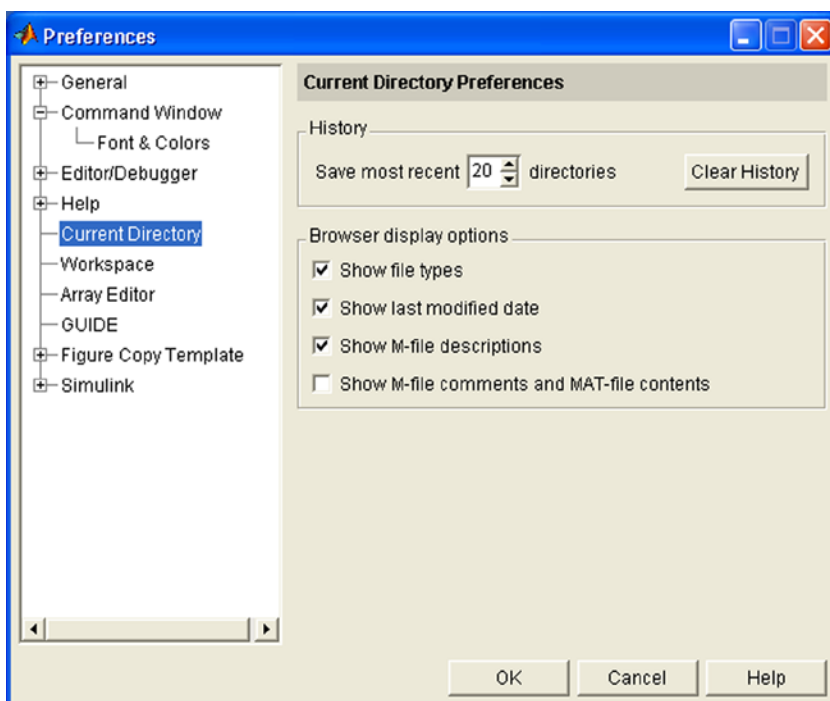 Preferences
General
Command Window
Font & Colors
Editor/Debugger
Help
Current Directory
Workspace
Array Editor
GUIDE
Figure Copy Template
Simulink
Current Directory Preferences
History
Save most recent 20 directories Clear History
Browser display options
Show file types
Show last modified date
Show M-file descriptions
Show M-file comments and MAT-file contents
OK Cancel Help